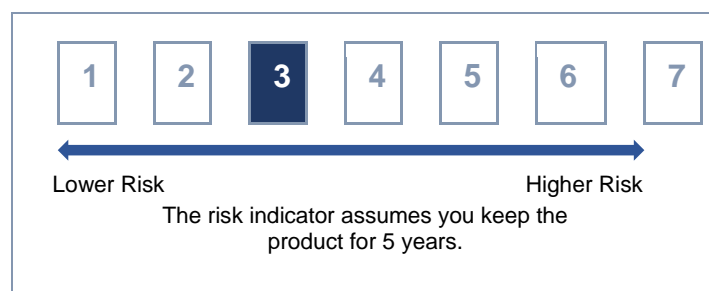 1 2 3 4 5 6 7
Lower Risk Higher Risk
The risk indicator assumes you keep the
product for 5 years.